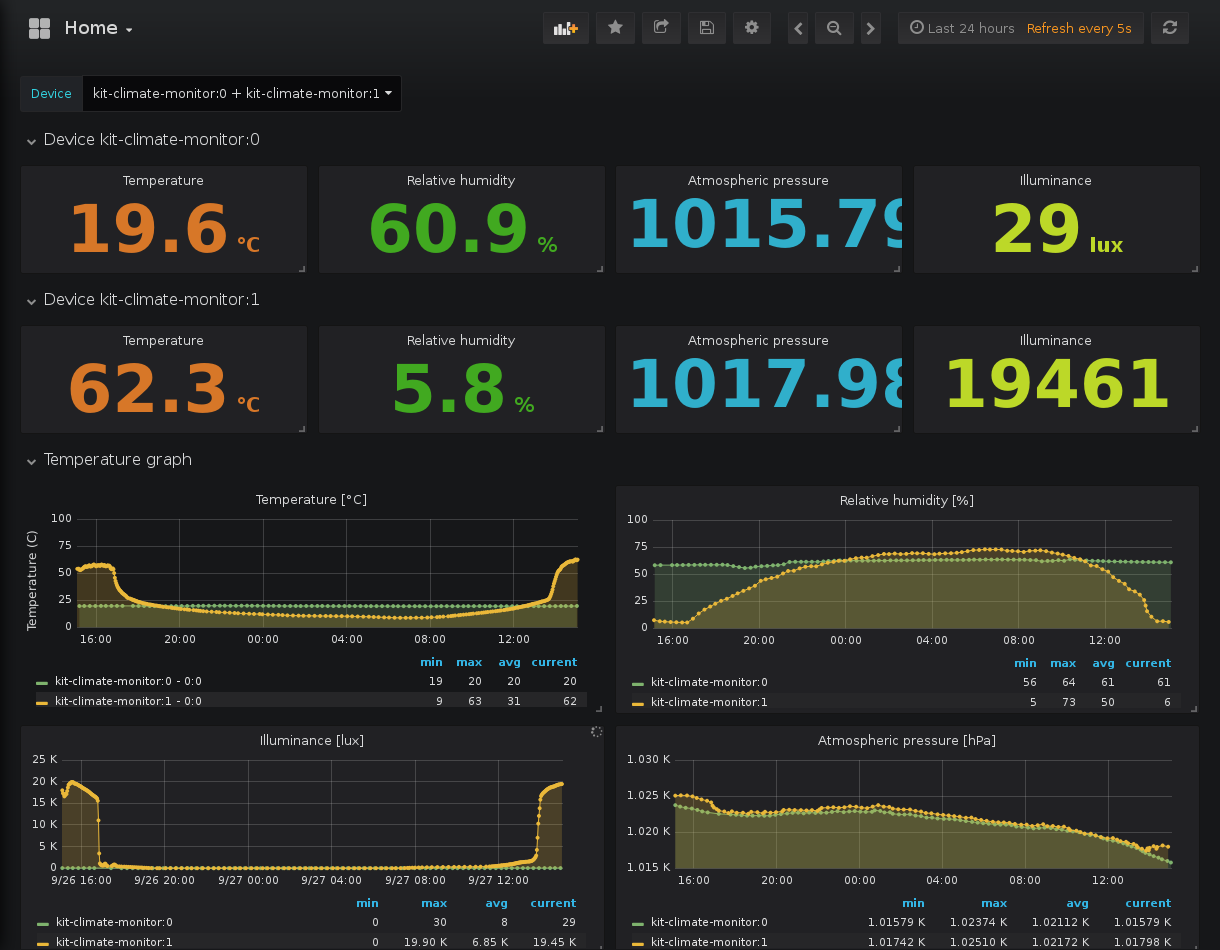 Home
Last 24 hours Refresh every 5s
Device kit-climate-monitor:0 + kit-climate-monitor:1
Device kit-climate-monitor:0
Temperature Relative humidity Atmospheric pressure Illuminance
19.6 °C 60.9 % 1015.79 29 lux
Device kit-climate-monitor:1
Temperature Relative humidity Atmospheric pressure Illuminance
62.3 °C 5.8 % 1017.98 19461
Temperature graph
Temperature [°C]
Temperature (C)
100
75
50
25
0
16:00 20:00 00:00 04:00 08:00 12:00
min max avg current
kit-climate-monitor:0 - 0:0 19 20 20 20
kit-climate-monitor:1 - 0:0 9 63 31 62
Relative humidity [%]
100
75
50
25
0
16:00 20:00 00:00 04:00 08:00 12:00
min max avg current
kit-climate-monitor:0 56 64 61 61
kit-climate-monitor:1 5 73 50 6
Illuminance [lux]
25 K
20 K
15 K
10 K
5 K
0
9/26 16:00 9/26 20:00 9/27 00:00 9/27 04:00 9/27 08:00 9/27 12:00
min max avg current
kit-climate-monitor:0 0 30 8 29
kit-climate-monitor:1 0 19.90 K 6.85 K 19.45 K
Atmospheric pressure [hPa]
1.030 K
1.025 K
1.020 K
1.015 K
16:00 20:00 00:00 04:00 08:00 12:00
min max avg current
kit-climate-monitor:0 1.01579 K 1.02374 K 1.02112 K 1.01579 K
kit-climate-monitor:1 1.01742 K 1.02510 K 1.02172 K 1.01798 K